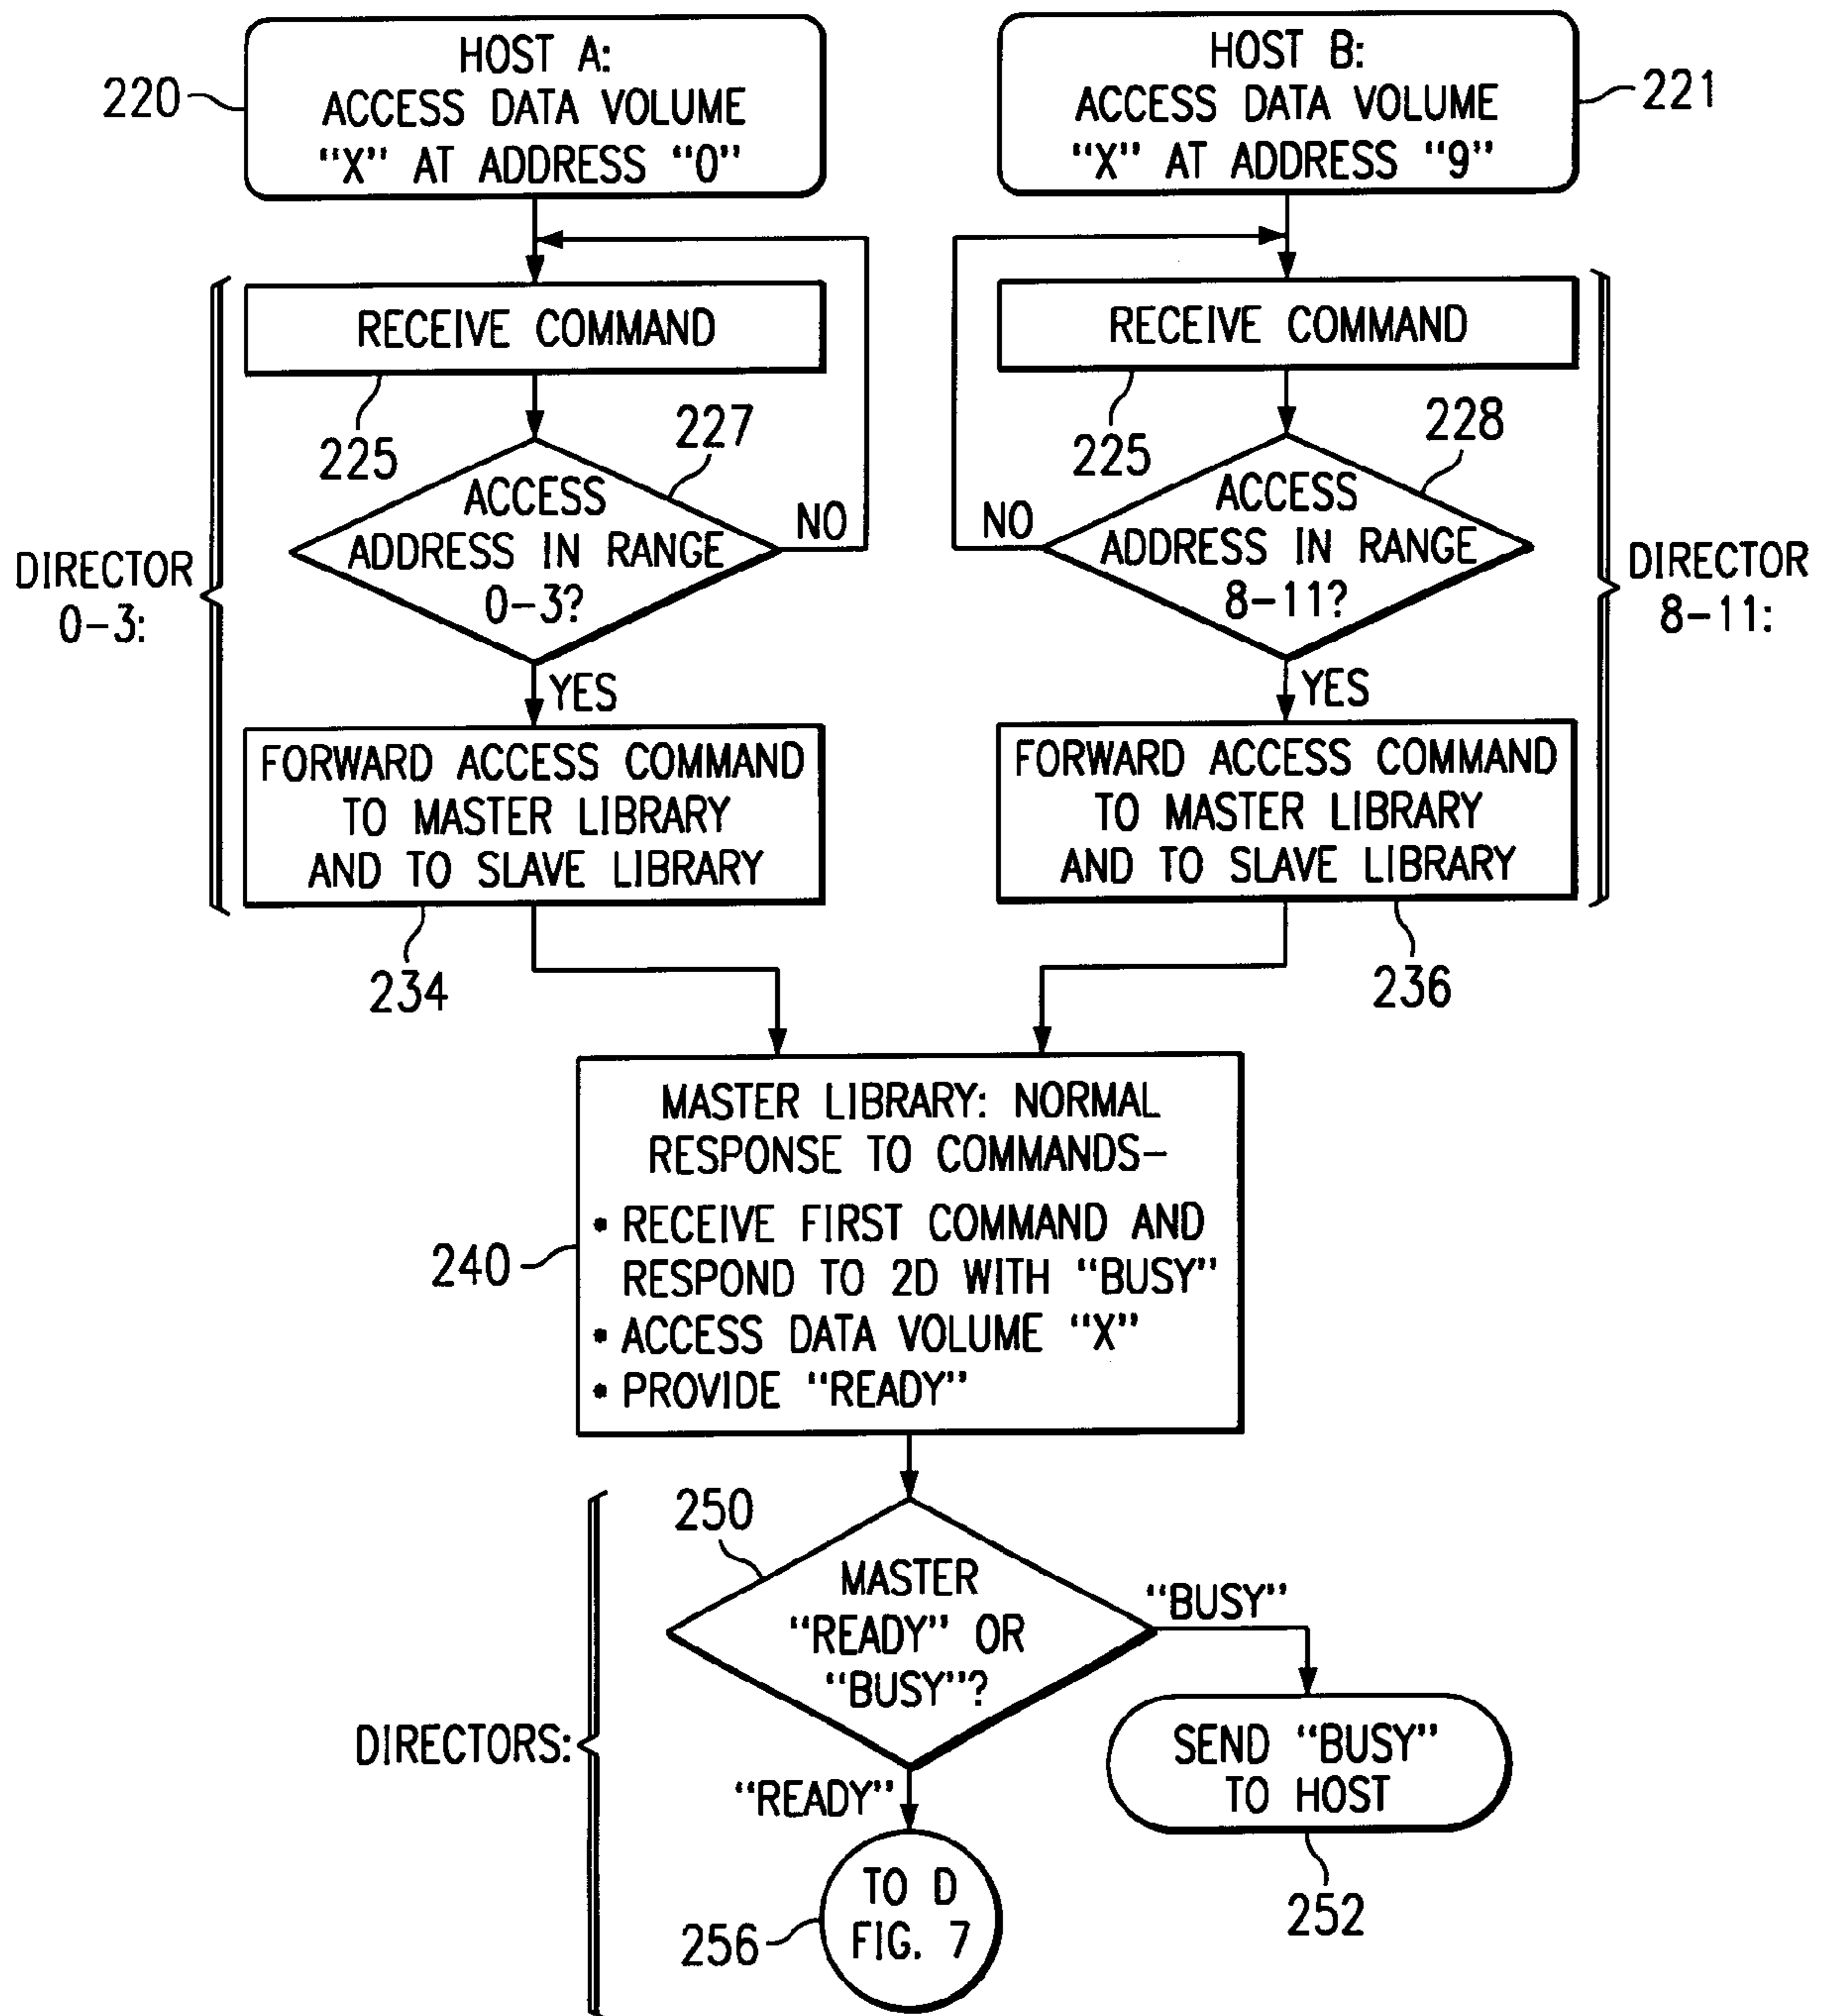 HOST A:
ACCESS DATA VOLUME
“X” AT ADDRESS “0”
220
HOST B:
ACCESS DATA VOLUME
“X” AT ADDRESS “9”
221
RECEIVE COMMAND
225
RECEIVE COMMAND
225
227
ACCESS
ADDRESS IN RANGE
0–3?
NO
228
ACCESS
ADDRESS IN RANGE
8–11?
NO
DIRECTOR
0–3:
DIRECTOR
8–11:
YES
YES
FORWARD ACCESS COMMAND
TO MASTER LIBRARY
AND TO SLAVE LIBRARY
234
FORWARD ACCESS COMMAND
TO MASTER LIBRARY
AND TO SLAVE LIBRARY
236
MASTER LIBRARY: NORMAL
RESPONSE TO COMMANDS–
• RECEIVE FIRST COMMAND AND
RESPOND TO 2D WITH “BUSY”
• ACCESS DATA VOLUME “X”
• PROVIDE “READY”
240
250
MASTER
“READY” OR
“BUSY”?
“BUSY”
DIRECTORS:
SEND “BUSY”
TO HOST
252
“READY”
TO D
FIG. 7
256